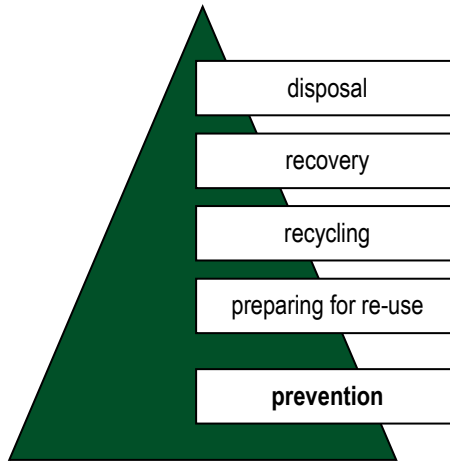 disposal
recovery
recycling
preparing for re-use
prevention